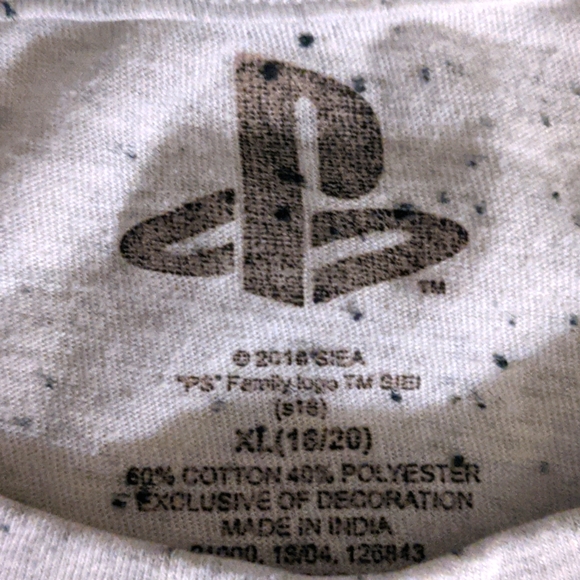 TM
© 2018 SIEA
"PS" Family logo TM SIEI
(s18)
XL(18/20)
60% COTTON 40% POLYESTER
EXCLUSIVE OF DECORATION
MADE IN INDIA
126843